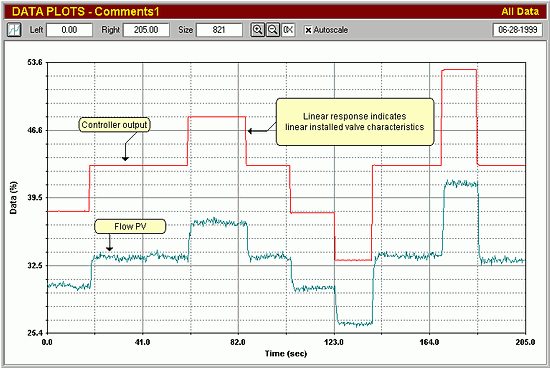 DATA PLOTS - Comments1 All Data
Left 0.00 Right 205.00 Size 821 0X Autoscale 06-28-1999
53.6
46.6
39.5
32.5
25.4
Data (%)
Controller output
Linear response indicates
linear installed valve characteristics
Flow PV
0.0 41.0 82.0 123.0 164.0 205.0
Time (sec)